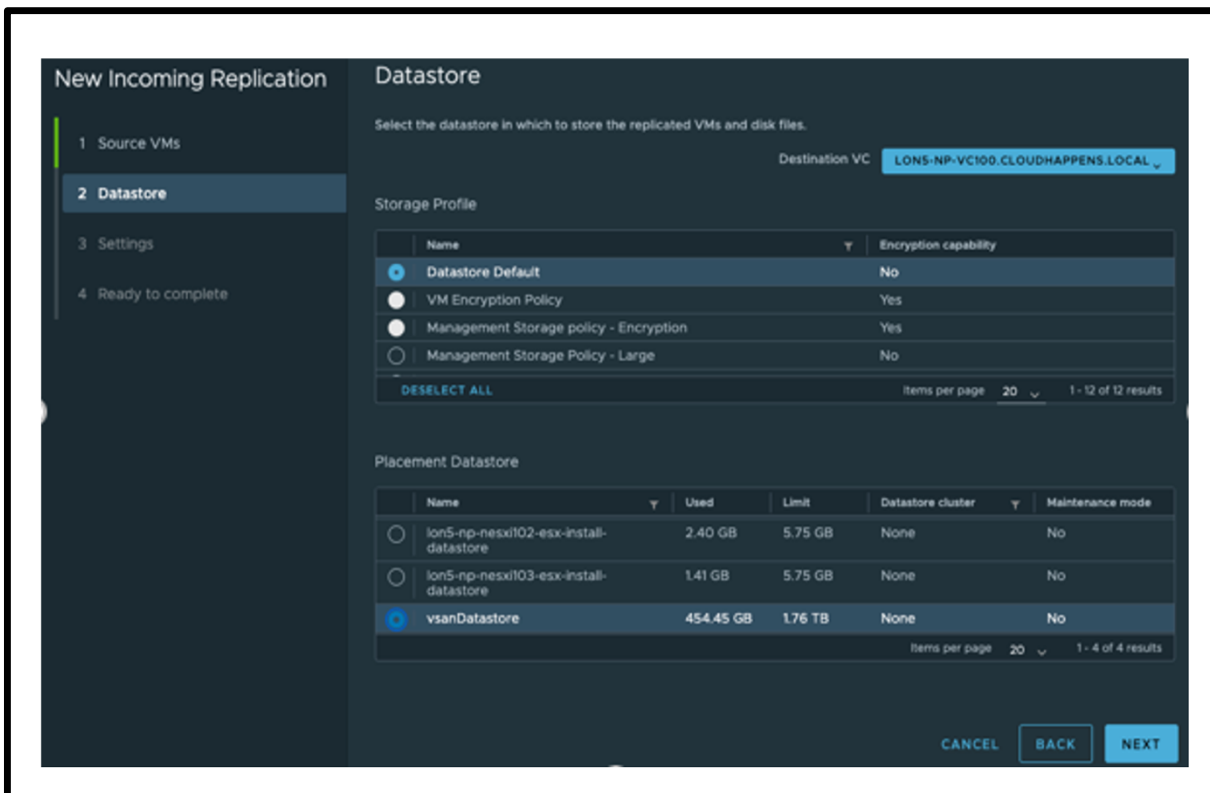 New Incoming Replication
1 Source VMs
2 Datastore
3 Settings
4 Ready to complete
Datastore
Select the datastore in which to store the replicated VMs and disk files.
Destination VC LON5-NP-VC100.CLOUDHAPPENS.LOCAL
Storage Profile
Name Encryption capability
Datastore Default No
VM Encryption Policy Yes
Management Storage policy - Encryption Yes
Management Storage Policy - Large No
DESELECT ALL Items per page 20 1 - 12 of 12 results
Placement Datastore
Name Used Limit Datastore cluster Maintenance mode
lon5-np-nesxi102-esx-install- 2.40 GB 5.75 GB None No
datastore
lon5-np-nesxi103-esx-install- 1.41 GB 5.75 GB None No
datastore
vsanDatastore 454.45 GB 1.76 TB None No
Items per page 20 1 - 4 of 4 results
CANCEL BACK NEXT